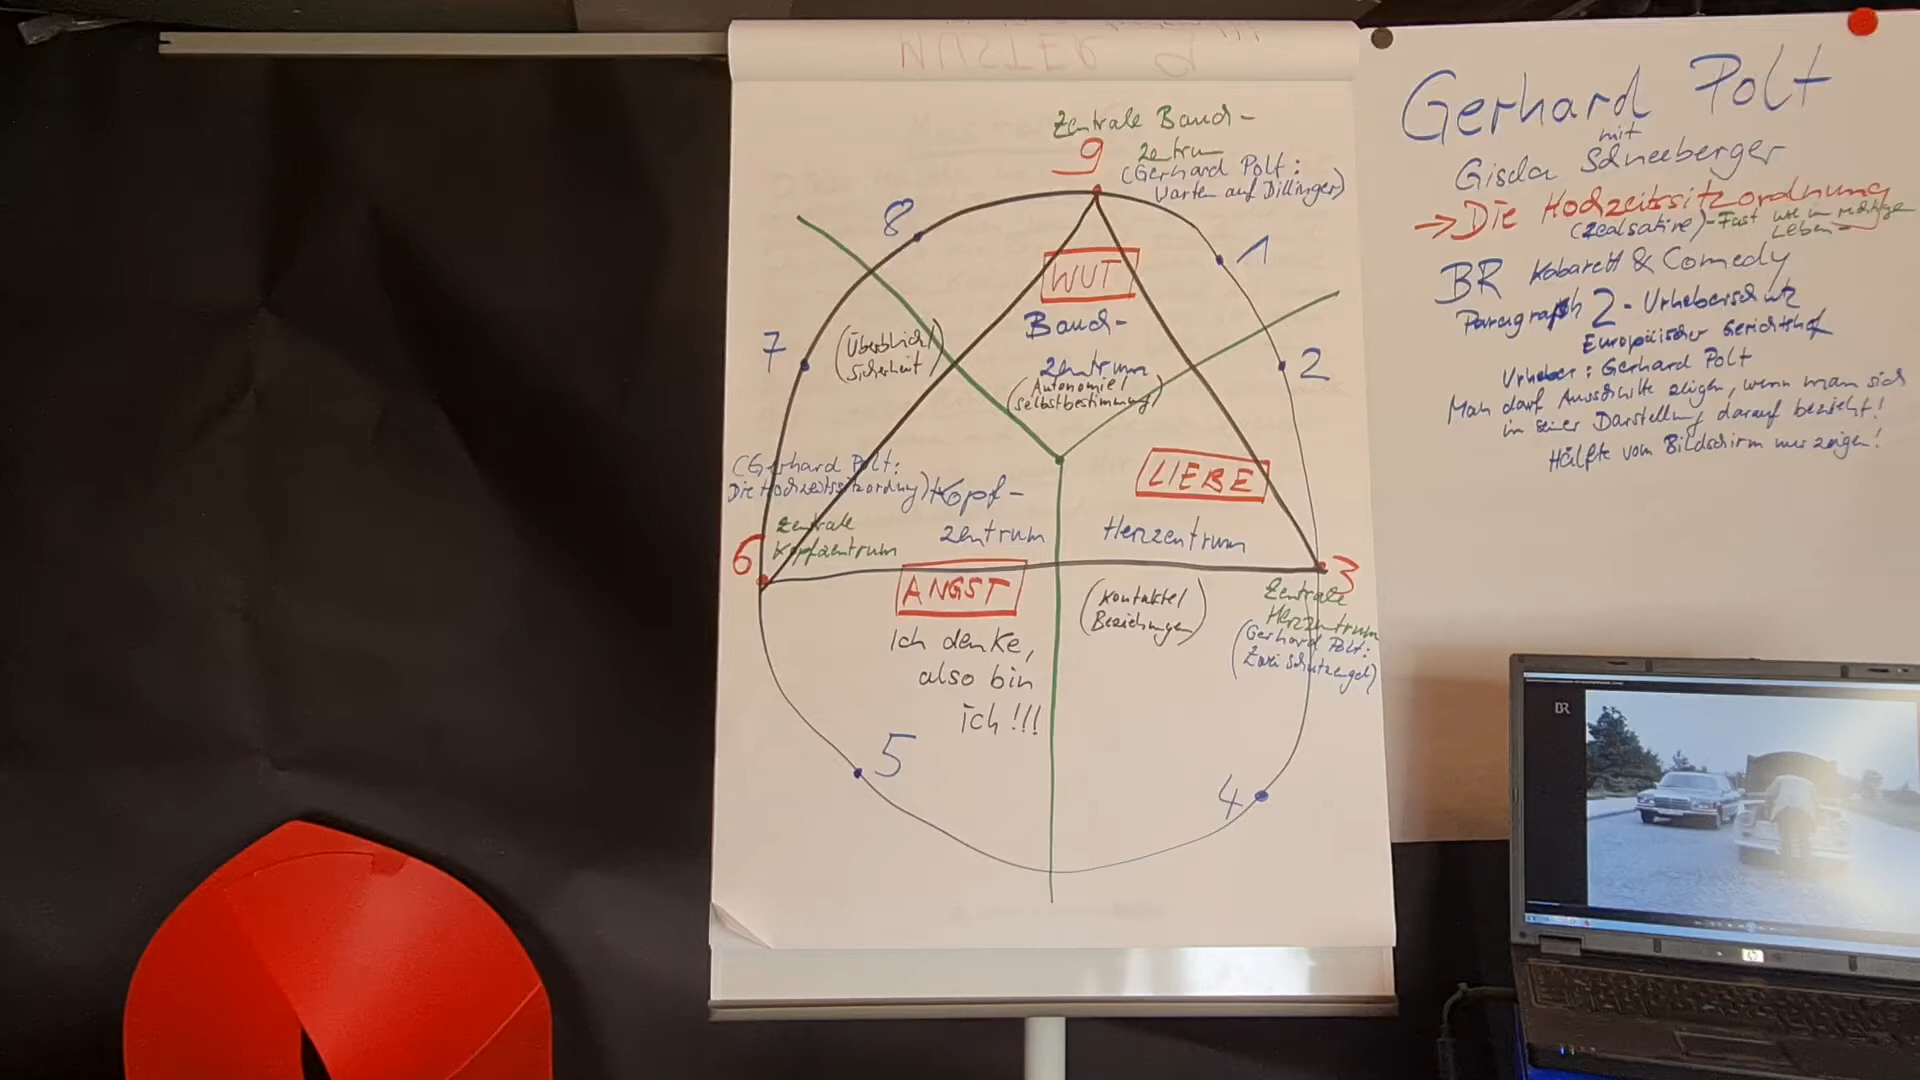 MUSTER
Zentrale Bauch-
zentrum
9
(Gerhard Polt:
Warten auf Dillinger)
8
1
WUT
Bauch-
zentrum
(Autonomie/
Selbstbestimmung)
7
(Überblick/
Sicherheit)
2
(Gerhard Polt:
Die Hochzeitssitzordnung)
Kopf-
zentrum
LIEBE
Herzzentrum
Zentrale
Kopfzentrum
6
3
ANGST
Ich denke,
also bin
ich!!!
(Kontakte/
Beziehungen)
Zentrale
Herzzentrum
(Gerhard Polt:
Zwei Schutzengel)
5
4
Gerhard Polt
mit
Gisela Schneeberger
→ Die Hochzeitssitzordnung
(Realsatire)-Fast wie im richtigen
Leben-
BR Kabarett & Comedy
Paragraph 2 - Urheberschutz
Europäischer Gerichtshof
Urheber: Gerhard Polt
Man darf Ausschnitte zeigen, wenn man sich
in seiner Darstellung darauf bezieht!
Hälfte vom Bildschirm nur zeigen!
BR
hp